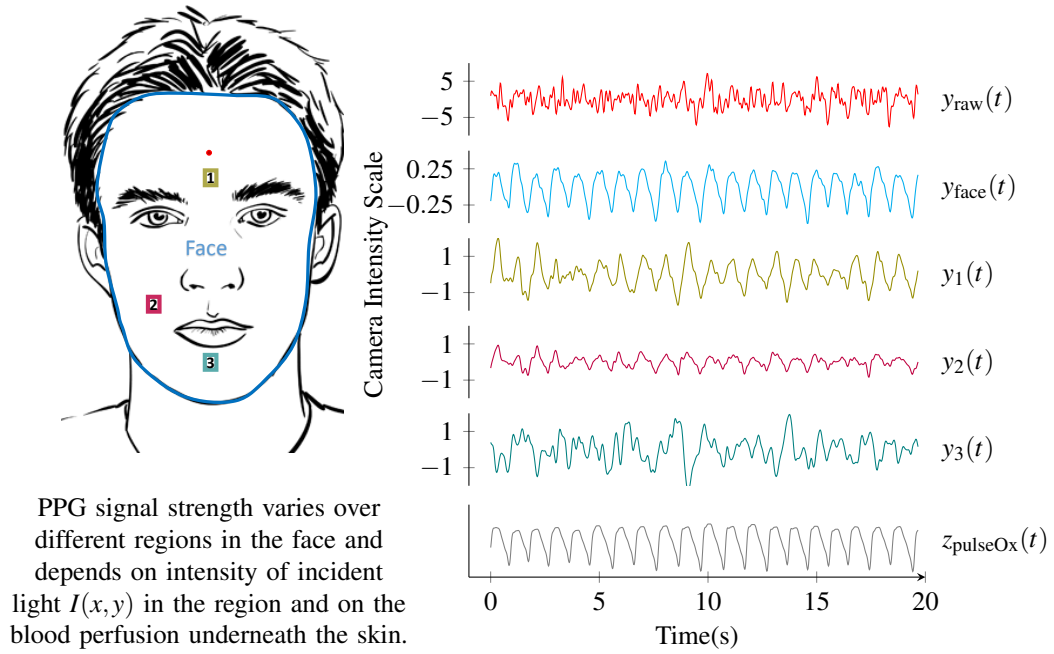 1
Face
2
3
PPG signal strength varies over
different regions in the face and
depends on intensity of incident
light I(x,y) in the region and on the
blood perfusion underneath the skin.
Camera Intensity Scale
5
−5
y_raw(t)
0.25
−0.25
y_face(t)
1
−1
y_1(t)
1
−1
y_2(t)
1
−1
y_3(t)
z_pulseOx(t)
0 5 10 15 20
Time(s)